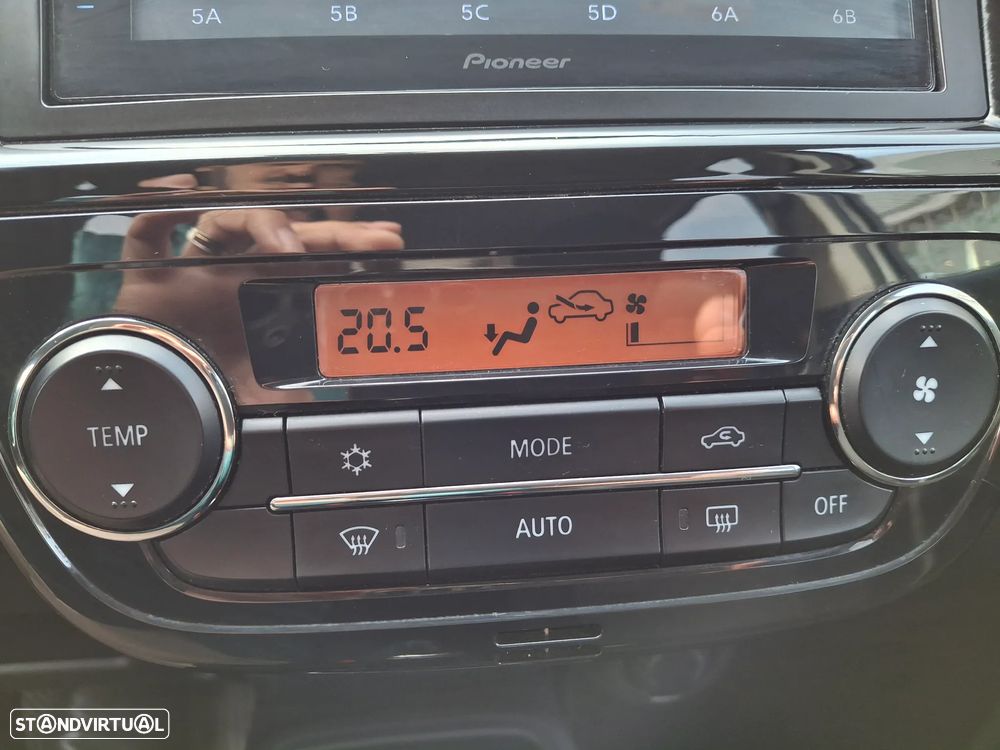 5A 5B 5C 5D 6A 6B
Pioneer
20.5
TEMP
MODE
AUTO
OFF
STANDVIRTUAL